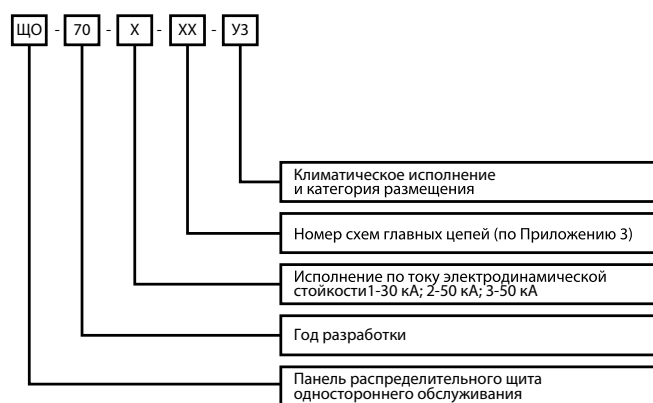 ЩО - 70 - Х - ХХ - У3
Климатическое исполнение
и категория размещения
Номер схем главных цепей (по Приложению 3)
Исполнение по току электродинамической
стойкости1-30 кА; 2-50 кА; 3-50 кА
Год разработки
Панель распределительного щита
одностороннего обслуживания